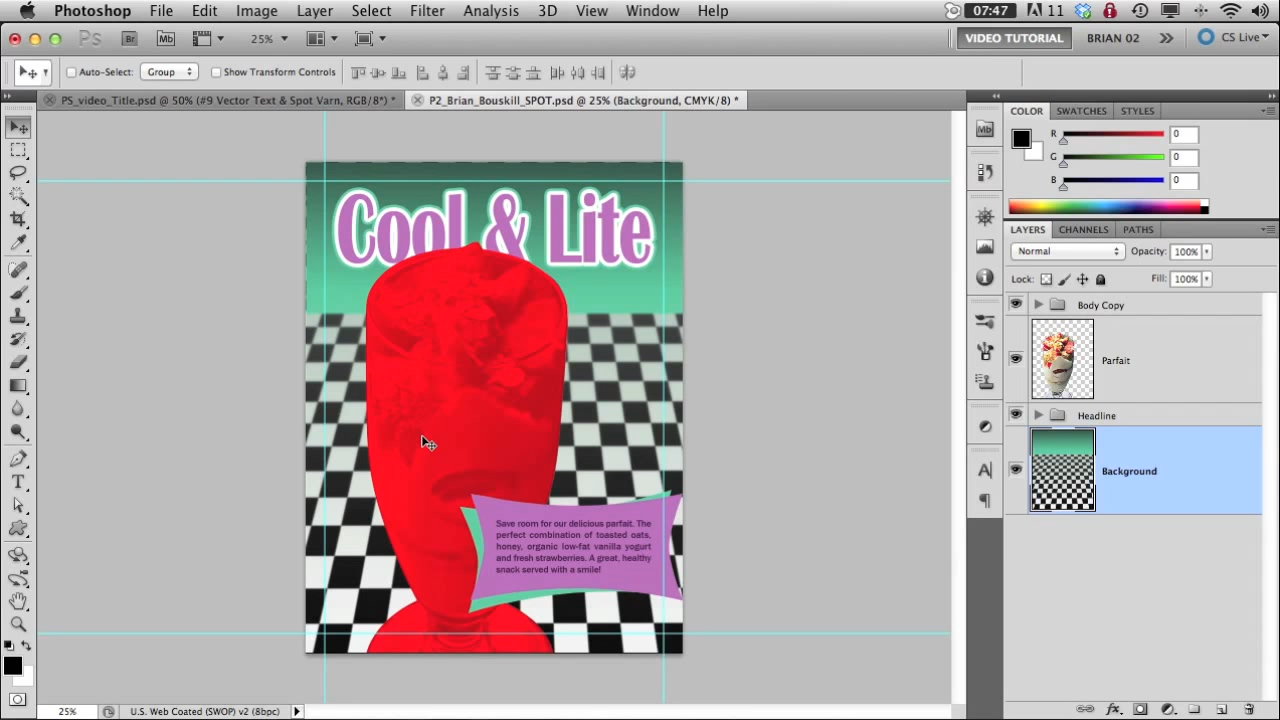 Photoshop File Edit Image Layer Select Filter Analysis 3D View Window Help 07:47 11
Ps Br Mb 25% VIDEO TUTORIAL BRIAN 02 CS Live
Auto-Select: Group Show Transform Controls
PS_video_Title.psd @ 50% (#9 Vector Text & Spot Varn, RGB/8*) * P2_Brian_Bouskill_SPOT.psd @ 25% (Background, CMYK/8) *
COLOR SWATCHES STYLES
Mb
R 0
G 0
B 0
Cool & Lite
LAYERS CHANNELS PATHS
Normal Opacity: 100%
Lock: Fill: 100%
Body Copy
Parfait
Headline
Background
Save room for our delicious parfait. The
perfect combination of toasted oats,
honey, organic low-fat vanilla yogurt
and fresh strawberries. A great, healthy
snack served with a smile!
25% U.S. Web Coated (SWOP) v2 (8bpc)